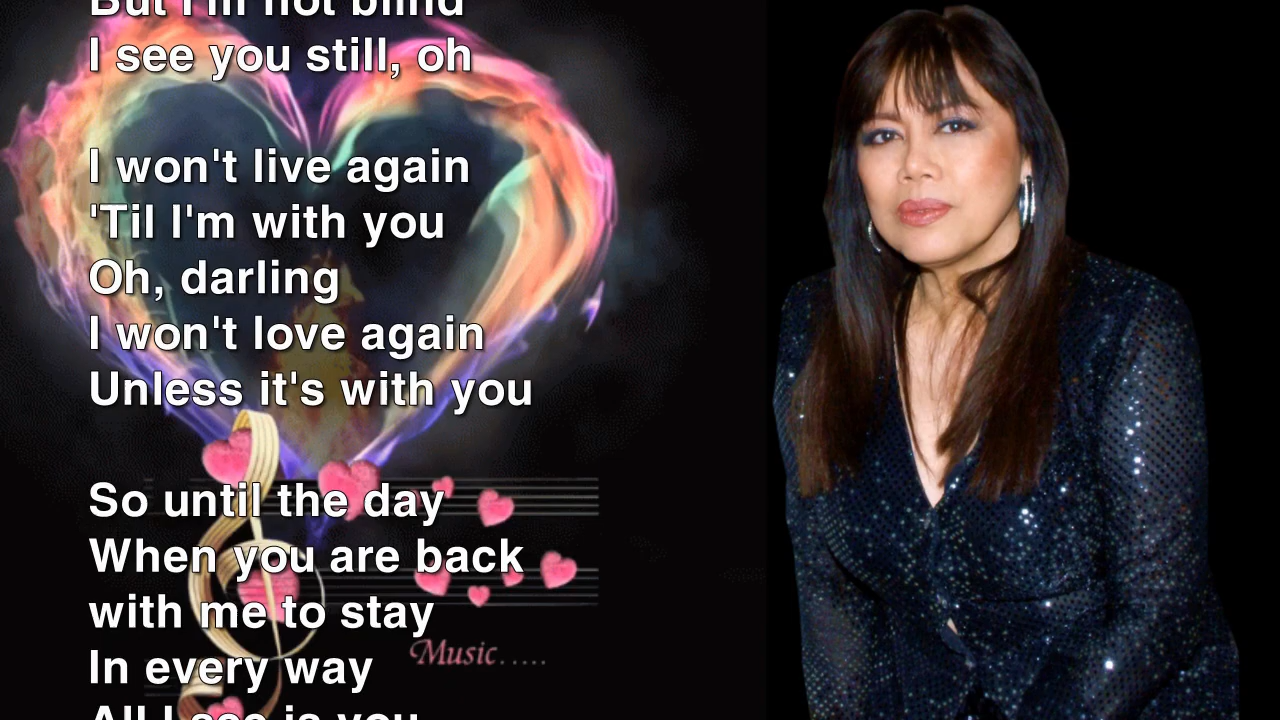 But I'm not blind
I see you still, oh
I won't live again
'Til I'm with you
Oh, darling
I won't love again
Unless it's with you
So until the day
When you are back
with me to stay
In every way
All I see is you
Music.....